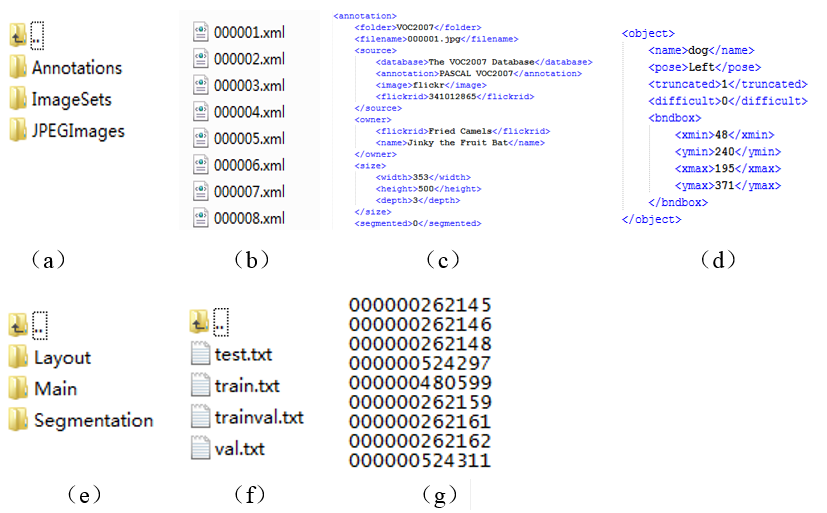 ..
Annotations
ImageSets
JPEGImages
(a)
000001.xml
000002.xml
000003.xml
000004.xml
000005.xml
000006.xml
000007.xml
000008.xml
(b)
<annotation>
<folder>VOC2007</folder>
<filename>000001.jpg</filename>
<source>
<database>The VOC2007 Database</database>
<annotation>PASCAL VOC2007</annotation>
<image>flickr</image>
<flickrid>341012865</flickrid>
</source>
<owner>
<flickrid>Fried Camels</flickrid>
<name>Jinky the Fruit Bat</name>
</owner>
<size>
<width>353</width>
<height>500</height>
<depth>3</depth>
</size>
<segmented>0</segmented>
(c)
<object>
<name>dog</name>
<pose>Left</pose>
<truncated>1</truncated>
<difficult>0</difficult>
<bndbox>
<xmin>48</xmin>
<ymin>240</ymin>
<xmax>195</xmax>
<ymax>371</ymax>
</bndbox>
</object>
(d)
..
Layout
Main
Segmentation
(e)
..
test.txt
train.txt
trainval.txt
val.txt
(f)
000000262145
000000262146
000000262148
000000524297
000000480599
000000262159
000000262161
000000262162
000000524311
(g)